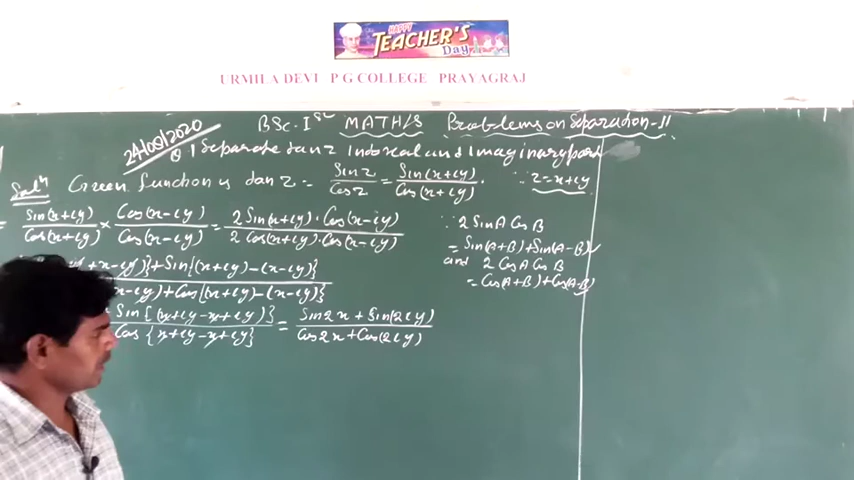 HAPPY
TEACHER'S
Day
URMILA DEVI P G COLLEGE PRAYAGRAJ
BSc-I MATH/S Problems on Separation-II
24/09/2020
Q 1 Separate tan z into real and Imaginary part
Solⁿ Given function is tan z = Sin z / Cos z = Sin(x+iy) / Cos(x+iy) . ∵ z = x+iy
= Sin(x+iy) / Cos(x+iy) × Cos(x-iy) / Cos(x-iy) = 2 Sin(x+iy) · Cos(x-iy) / 2 Cos(x+iy) · Cos(x-iy)
∵ 2 Sin A Cos B
= Sin(A+B) + Sin(A-B)
and 2 Cos A Cos B
= Cos(A+B) + Cos(A-B)
+ x-iy)} + Sin{(x+iy) - (x-iy)} / x-iy) + Cos{(x+iy) - (x-iy)}
Sin{(x+iy-x+iy)} / Cos{x+iy-x+iy} = Sin 2x + Sin(2iy) / Cos 2x + Cos(2iy)